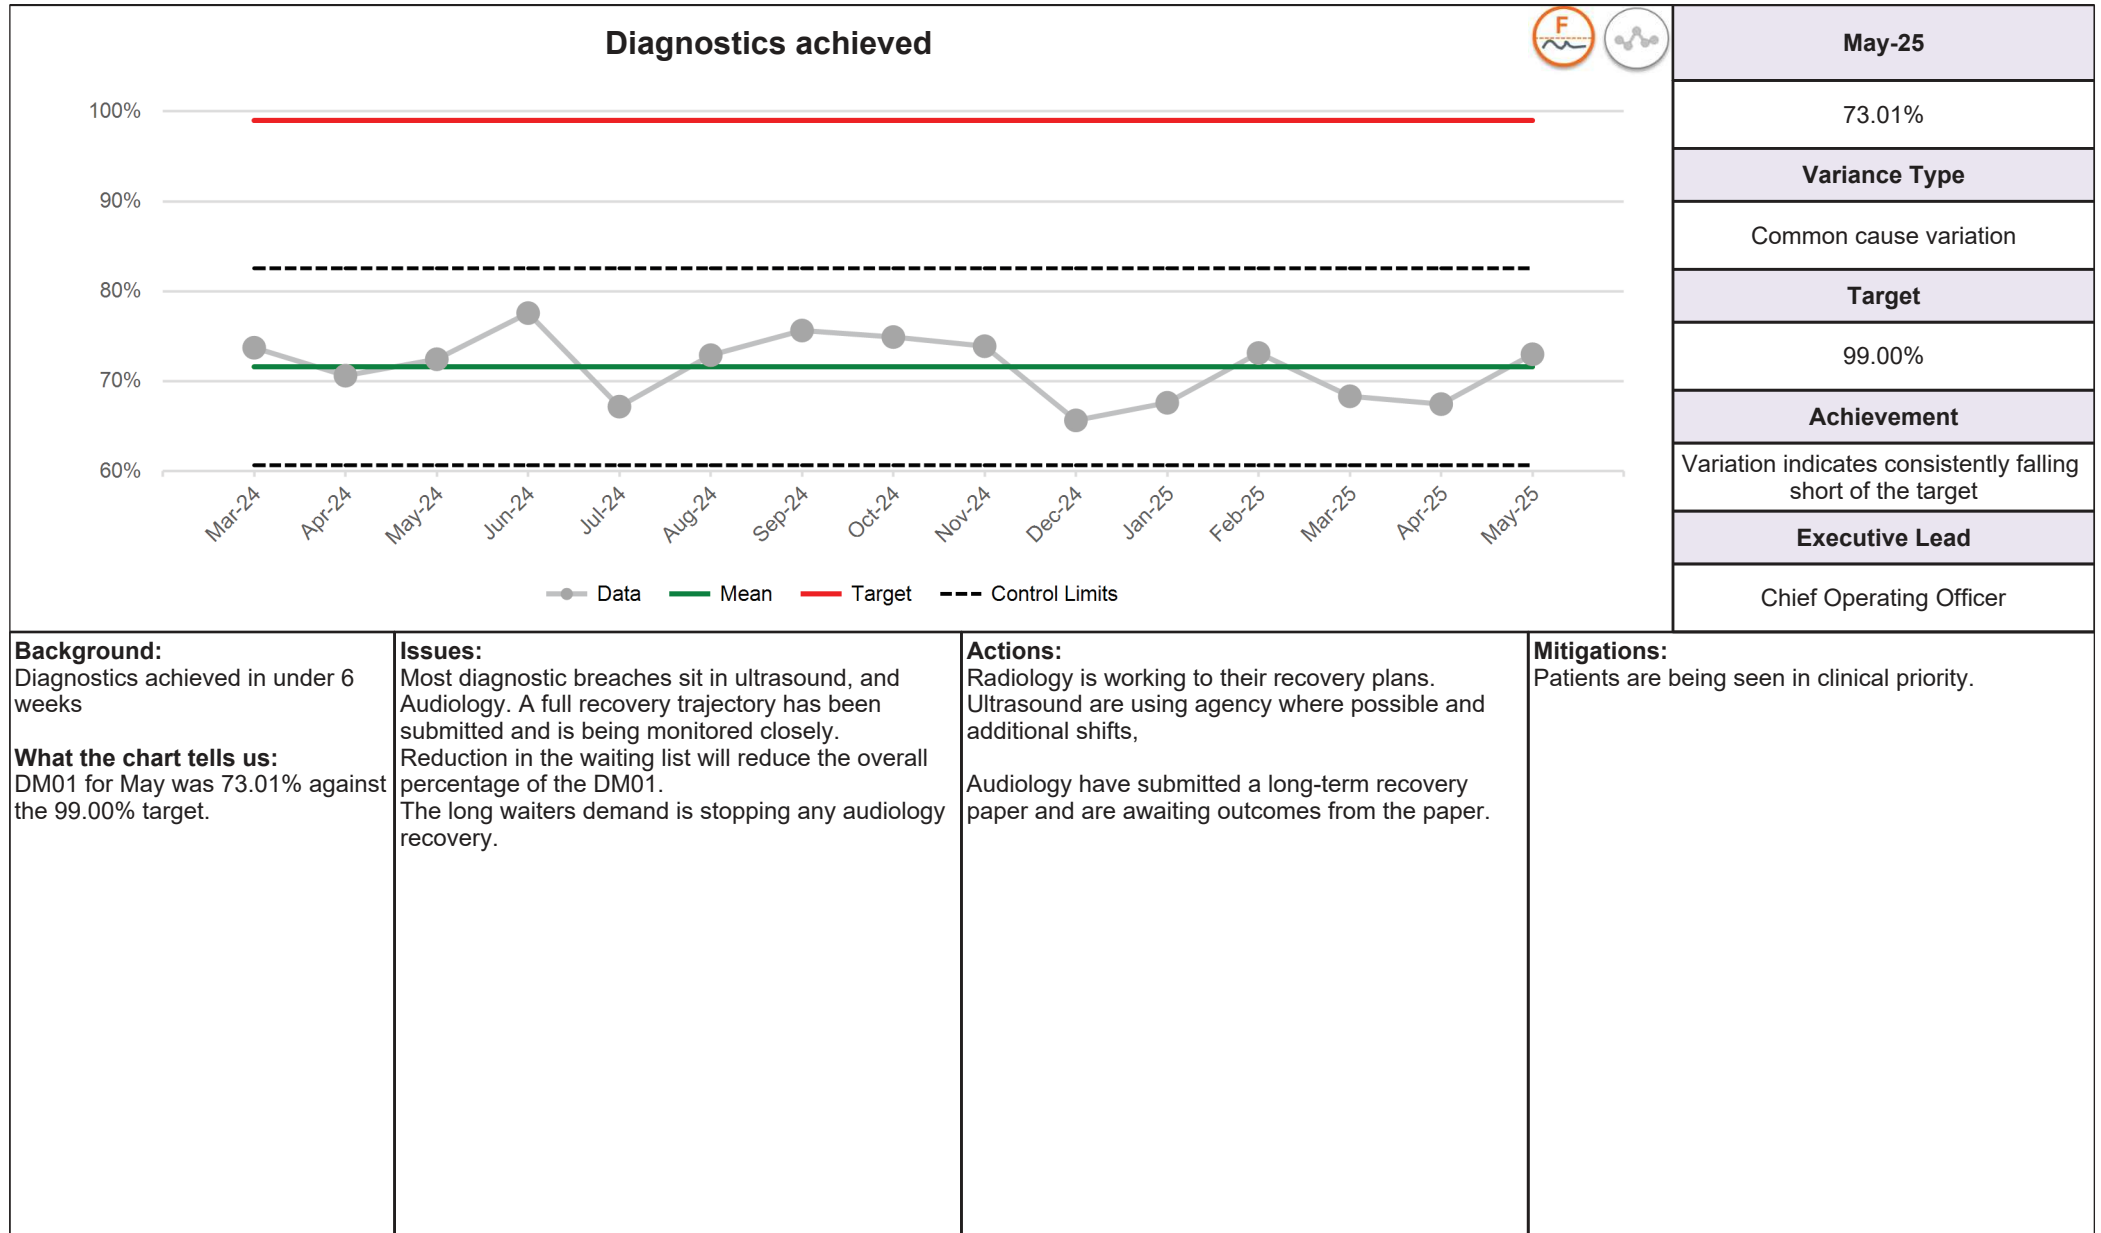 Diagnostics achieved
F
100%
90%
80%
70%
60%
Mar-24
Apr-24
May-24
Jun-24
Jul-24
Aug-24
Sep-24
Oct-24
Nov-24
Dec-24
Jan-25
Feb-25
Mar-25
Apr-25
May-25
Data
Mean
Target
Control Limits
May-25
73.01%
Variance Type
Common cause variation
Target
99.00%
Achievement
Variation indicates consistently falling
short of the target
Executive Lead
Chief Operating Officer
Background:
Diagnostics achieved in under 6
weeks
What the chart tells us:
DM01 for May was 73.01% against
the 99.00% target.
Issues:
Most diagnostic breaches sit in ultrasound, and
Audiology. A full recovery trajectory has been
submitted and is being monitored closely.
Reduction in the waiting list will reduce the overall
percentage of the DM01.
The long waiters demand is stopping any audiology
recovery.
Actions:
Radiology is working to their recovery plans.
Ultrasound are using agency where possible and
additional shifts,
Audiology have submitted a long-term recovery
paper and are awaiting outcomes from the paper.
Mitigations:
Patients are being seen in clinical priority.